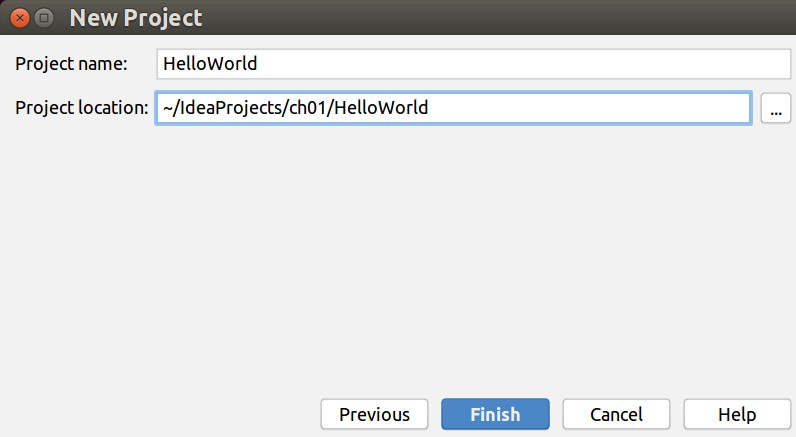 New Project
Project name: HelloWorld
Project location: ~/IdeaProjects/ch01/HelloWorld ...
Previous Finish Cancel Help